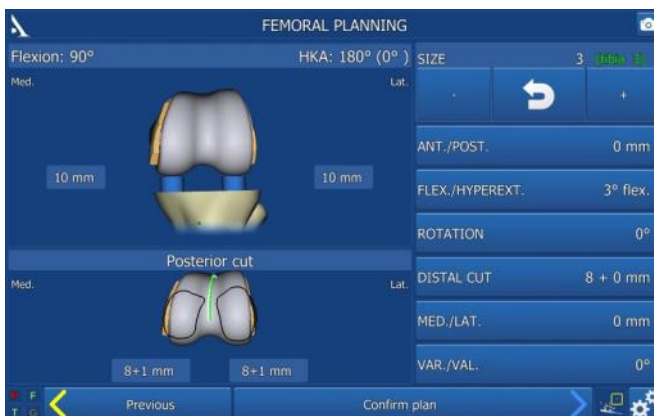 FEMORAL PLANNING
Flexion: 90°
HKA: 180° (0° )
Med.
Lat.
10 mm
10 mm
Posterior cut
Med.
Lat.
8+1 mm
8+1 mm
SIZE 3 (tibia 3)
- +
ANT./POST. 0 mm
FLEX./HYPEREXT. 3° flex.
ROTATION 0°
DISTAL CUT 8 + 0 mm
MED./LAT. 0 mm
VAR./VAL. 0°
F
T G
Previous
Confirm plan